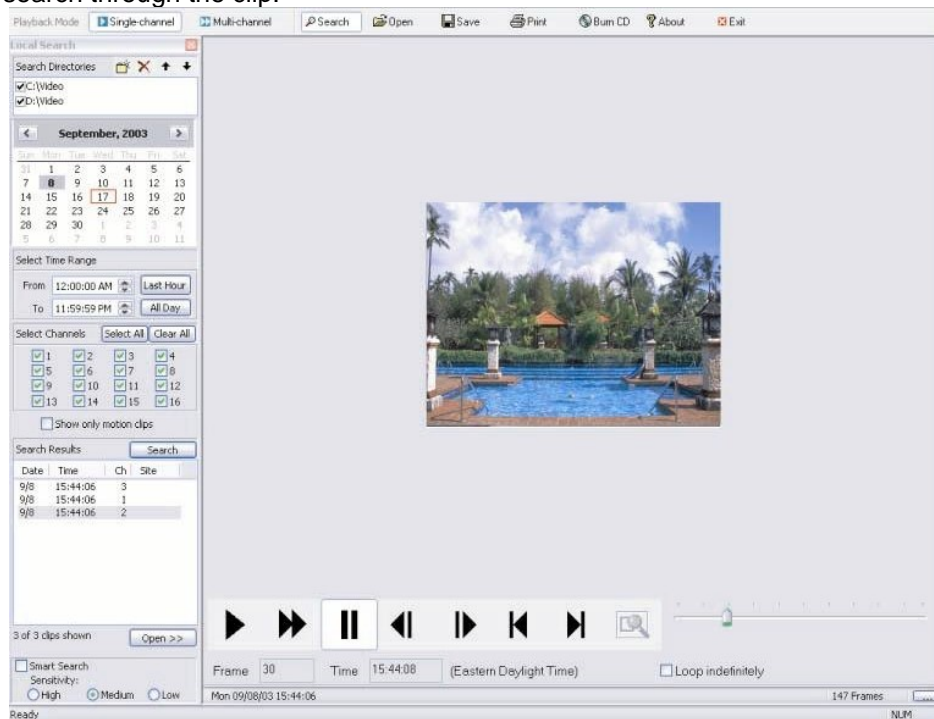 search through the clip.
Playback Mode Single-channel Multi-channel Search Open Save Print Burn CD About Exit
Local Search
Search Directories
C:\Video
D:\Video
September, 2003
Sun Mon Tue Wed Thu Fri Sat
31 1 2 3 4 5 6
7 8 9 10 11 12 13
14 15 16 17 18 19 20
21 22 23 24 25 26 27
28 29 30 1 2 3 4
5 6 7 8 9 10 11
Select Time Range
From 12:00:00 AM Last Hour
To 11:59:59 PM All Day
Select Channels Select All Clear All
1 2 3 4
5 6 7 8
9 10 11 12
13 14 15 16
Show only motion clips
Search Results Search
Date Time Ch Site
9/8 15:44:06 3
9/8 15:44:06 1
9/8 15:44:06 2
3 of 3 clips shown Open >>
Smart Search
Sensitivity:
High Medium Low
Frame 30 Time 15:44:08 (Eastern Daylight Time) Loop indefinitely
Mon 09/08/03 15:44:06 147 Frames ...
Ready NUM